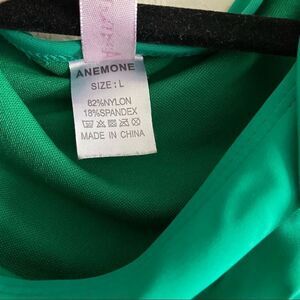 ANEMONE
SIZE: L
82%NYLON
18%SPANDEX
MADE IN CHINA